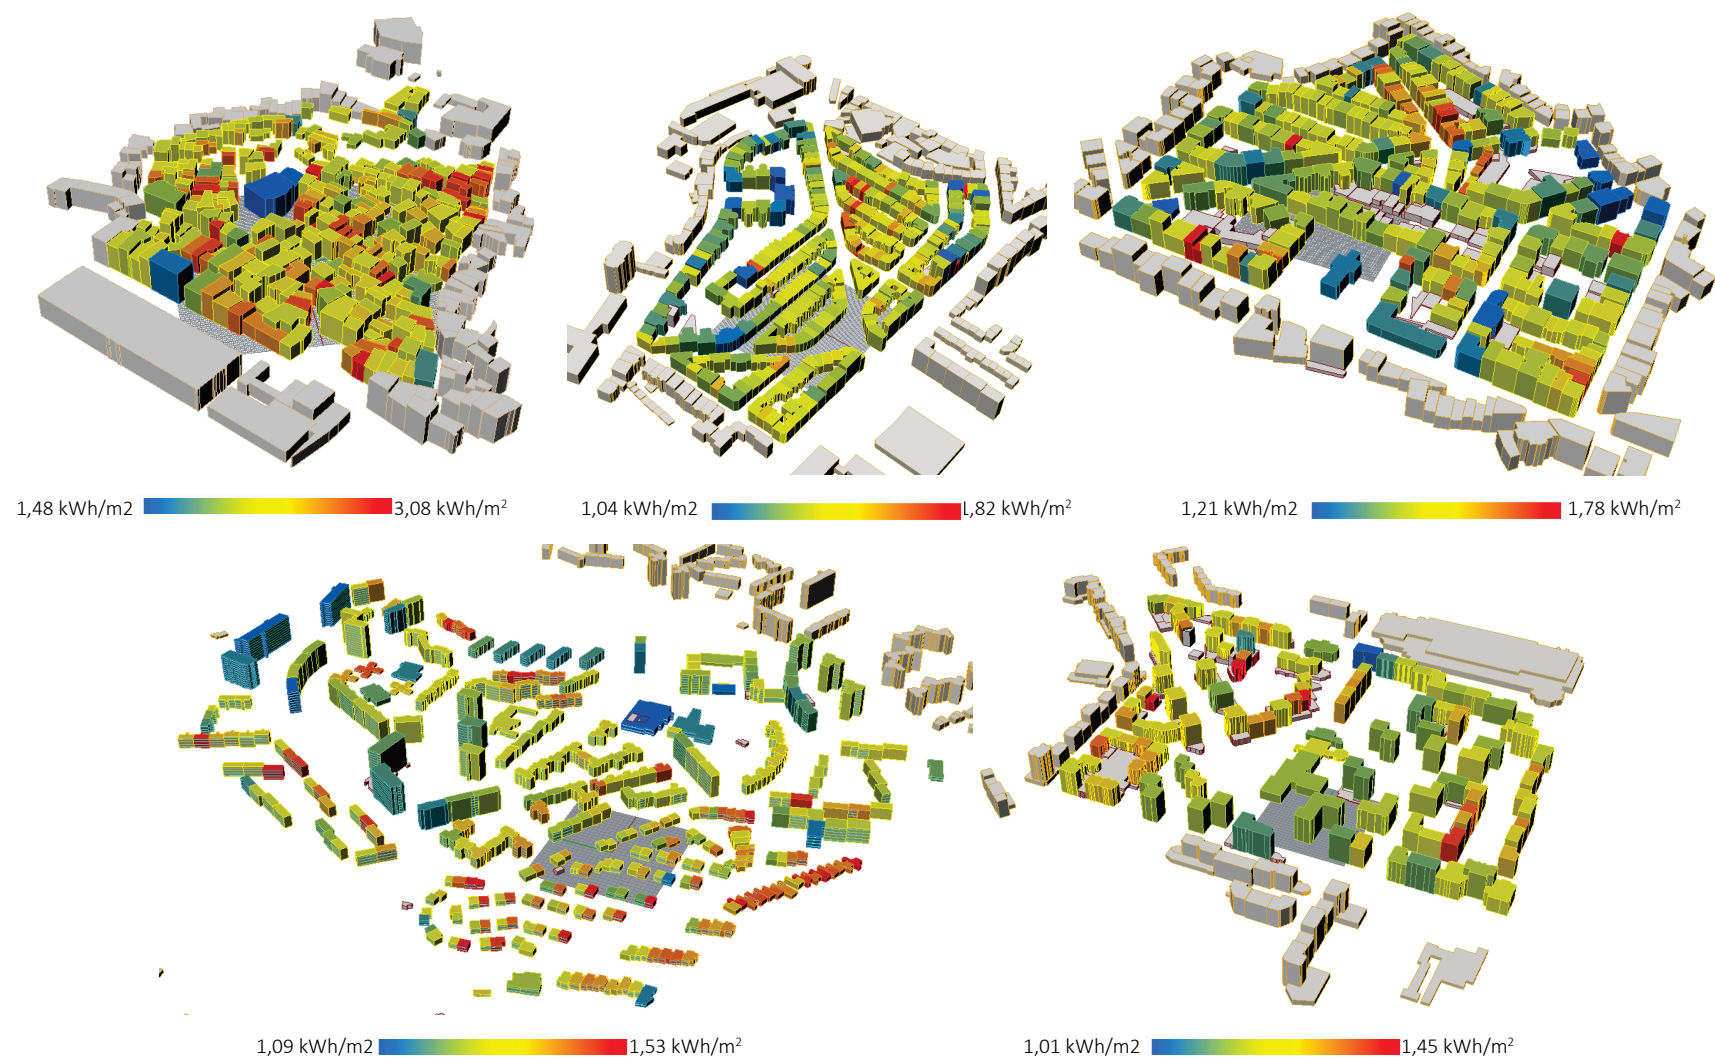 1,48 kWh/m2 3,08 kWh/m²
1,04 kWh/m2 1,82 kWh/m²
1,21 kWh/m2 1,78 kWh/m²
1,09 kWh/m2 1,53 kWh/m²
1,01 kWh/m2 1,45 kWh/m²